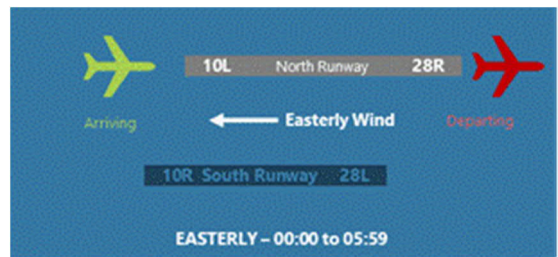 10L North Runway 28R
Arriving
Easterly Wind
Departing
10R South Runway 28L
EASTERLY – 00:00 to 05:59